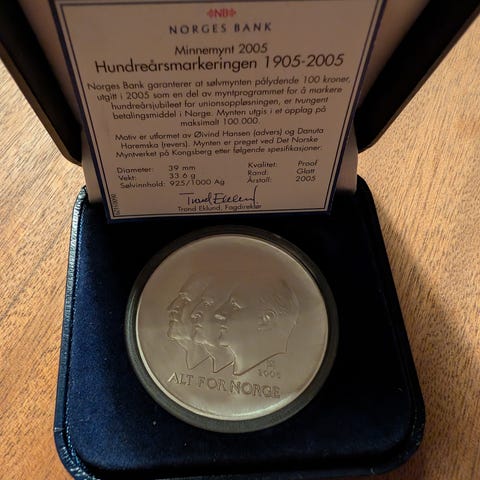 NB
NORGES BANK
Minnemynt 2005
Hundreårsmarkeringen 1905-2005
Norges Bank garanterer at sølvmynten pålydende 100 kroner,
utgitt i 2005 som en del av myntprogrammet for å markere
hundreårsjubileet for unionsoppløsningen, er tvungent
betalingsmiddel i Norge. Mynten utgis i et opplag på
maksimalt 100.000.
Motiv er utformet av Øivind Hansen (advers) og Danuta
Haremska (revers). Mynten er preget ved Det Norske
Myntverket på Kongsberg etter følgende spesifikasjoner:
Diameter: 39 mm Kvalitet: Proof
Vekt: 33.6 g Rand: Glatt
Sølvinnhold: 925/1000 Ag Årstall: 2005
Trond Eklund
Trond Eklund, Fagdirektør
2005
ALT FOR NORGE